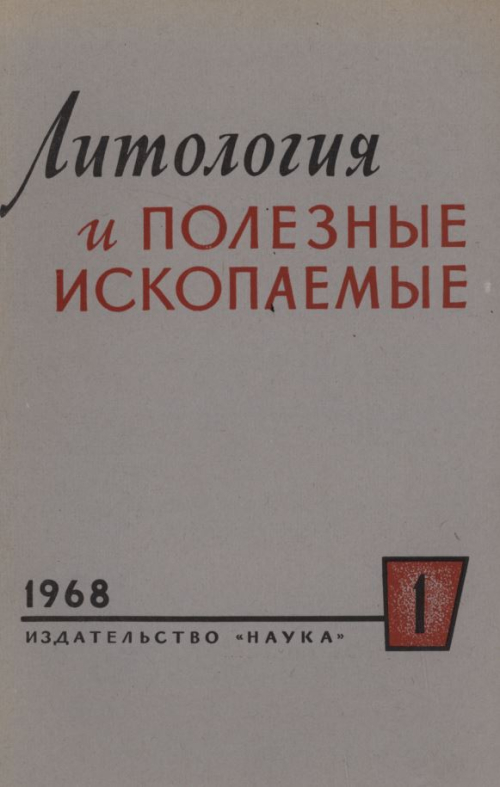 Литология
и ПОЛЕЗНЫЕ
ИСКОПАЕМЫЕ
1968
1
ИЗДАТЕЛЬСТВО «НАУКА»